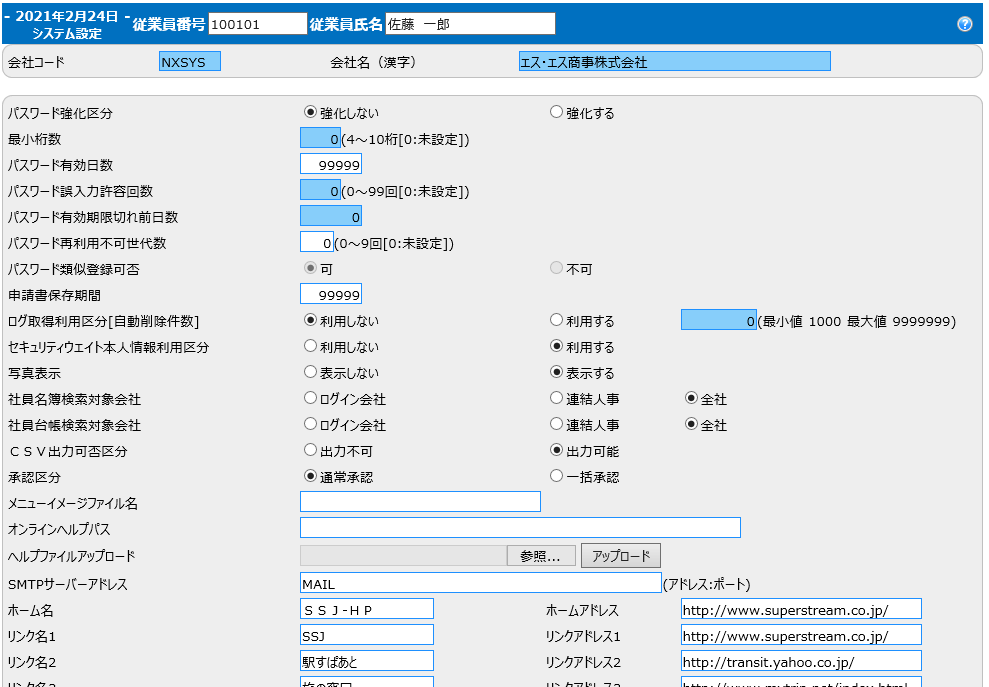 - 2021年2月24日 - 従業員番号 100101 従業員氏名 佐藤 一郎
システム設定
会社コード NXSYS 会社名（漢字） エス・エス商事株式会社
パスワード強化区分 強化しない 強化する
最小桁数 0 (4～10桁[0:未設定])
パスワード有効日数 99999
パスワード誤入力許容回数 0 (0～99回[0:未設定])
パスワード有効期限切れ前日数 0
パスワード再利用不可世代数 0 (0～9回[0:未設定])
パスワード類似登録可否 可 不可
申請書保存期間 99999
ログ取得利用区分[自動削除件数] 利用しない 利用する 0 (最小値 1000 最大値 9999999)
セキュリティウェイト本人情報利用区分 利用しない 利用する
写真表示 表示しない 表示する
社員名簿検索対象会社 ログイン会社 連結人事 全社
社員台帳検索対象会社 ログイン会社 連結人事 全社
ＣＳＶ出力可否区分 出力不可 出力可能
承認区分 通常承認 一括承認
メニューイメージファイル名
オンラインヘルプパス
ヘルプファイルアップロード 参照... アップロード
SMTPサーバーアドレス MAIL (アドレス:ポート)
ホーム名 ＳＳＪ-ＨＰ ホームアドレス http://www.superstream.co.jp/
リンク名1 SSJ リンクアドレス1 http://www.superstream.co.jp/
リンク名2 駅すぱあと リンクアドレス2 http://transit.yahoo.co.jp/